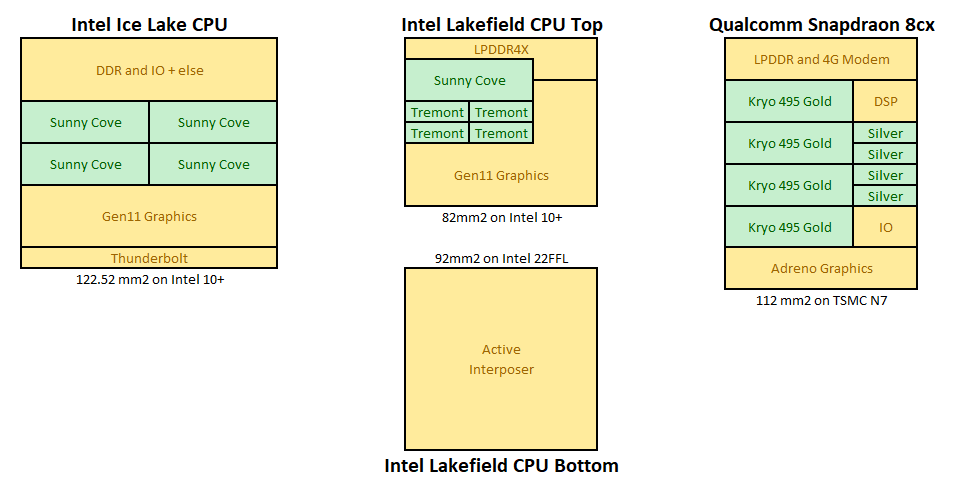 Intel Ice Lake CPU
DDR and IO + else
Sunny Cove
Sunny Cove
Sunny Cove
Sunny Cove
Gen11 Graphics
Thunderbolt
122.52 mm2 on Intel 10+
Intel Lakefield CPU Top
LPDDR4X
Sunny Cove
Tremont
Tremont
Tremont
Tremont
Gen11 Graphics
82mm2 on Intel 10+
92mm2 on Intel 22FFL
Active
Interposer
Intel Lakefield CPU Bottom
Qualcomm Snapdraon 8cx
LPDDR and 4G Modem
Kryo 495 Gold
DSP
Kryo 495 Gold
Silver
Silver
Kryo 495 Gold
Silver
Silver
Kryo 495 Gold
IO
Adreno Graphics
112 mm2 on TSMC N7